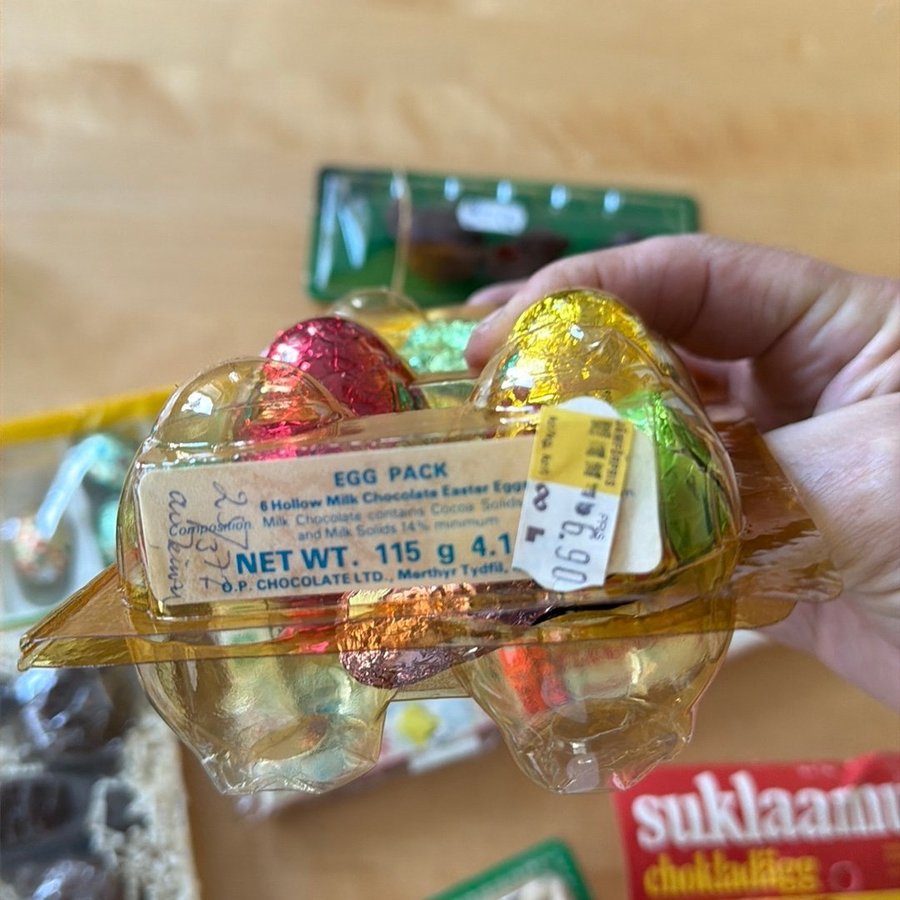 EGG PACK
6 Hollow Milk Chocolate Easter Eggs
Composition Milk Chocolate contains Cocoa Solids
and Milk Solids 14% minimum
NET WT. 115 g 4.1
O.P. CHOCOLATE LTD., Merthyr Tydfil,
6.90
suklaamu
chokladägg